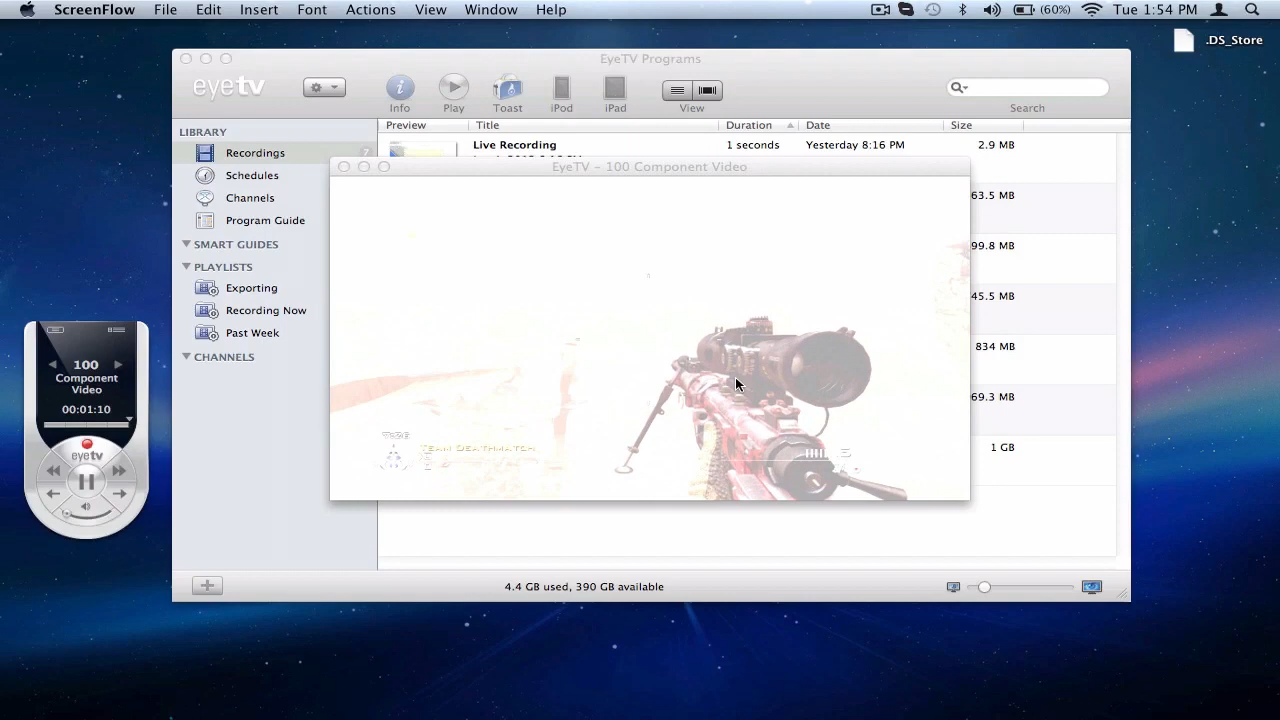 ScreenFlow File Edit Insert Font Actions View Window Help (60%) Tue 1:54 PM
.DS_Store
EyeTV Programs
eyetv
Info Play Toast iPod iPad View Search
LIBRARY
Recordings
Schedules
Channels
Program Guide
SMART GUIDES
PLAYLISTS
Exporting
Recording Now
Past Week
CHANNELS
Preview Title Duration Date Size
Live Recording 1 seconds Yesterday 8:16 PM 2.9 MB
EyeTV – 100 Component Video
63.5 MB
99.8 MB
45.5 MB
834 MB
69.3 MB
1 GB
TEAM DEATHMATCH
100
Component
Video
00:01:10
eyetv
4.4 GB used, 390 GB available